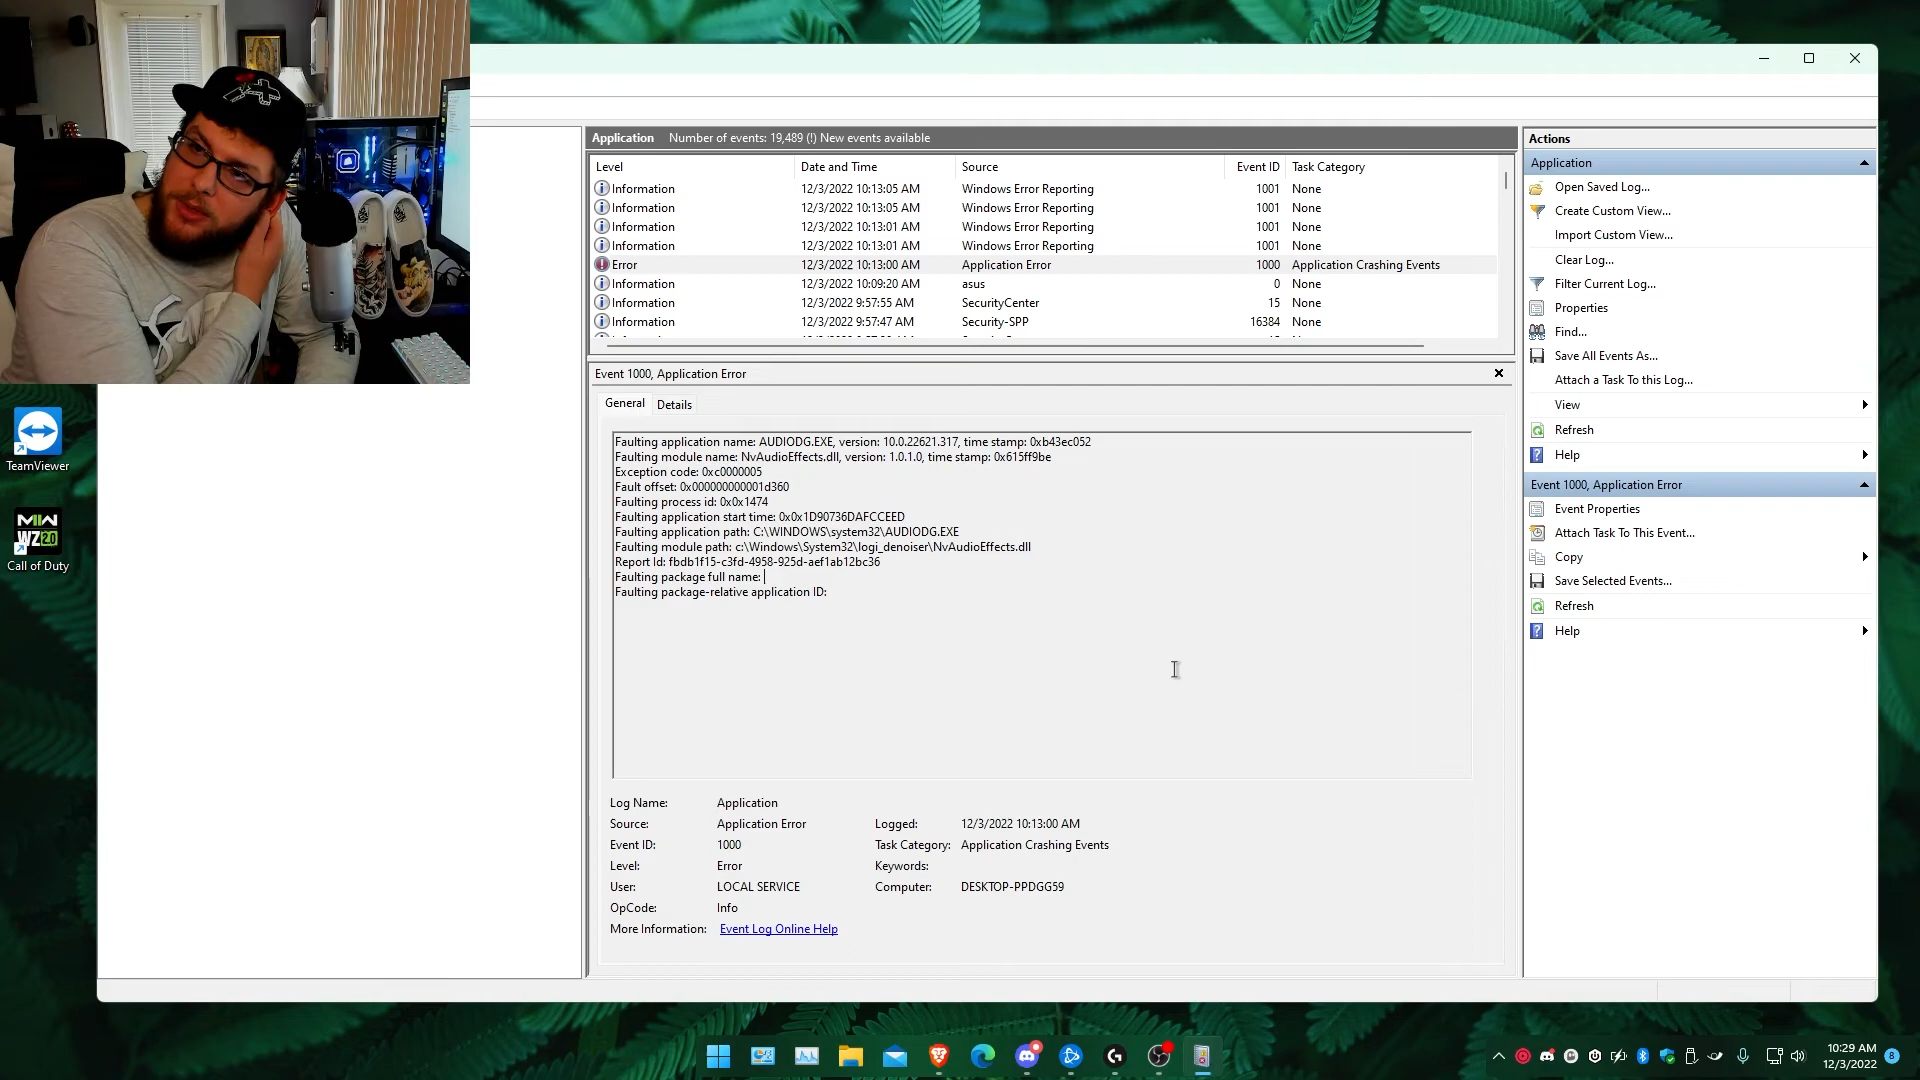 Application Number of events: 19,489 (!) New events available
Level Date and Time Source Event ID Task Category
Information 12/3/2022 10:13:05 AM Windows Error Reporting 1001 None
Information 12/3/2022 10:13:05 AM Windows Error Reporting 1001 None
Information 12/3/2022 10:13:01 AM Windows Error Reporting 1001 None
Information 12/3/2022 10:13:01 AM Windows Error Reporting 1001 None
Error 12/3/2022 10:13:00 AM Application Error 1000 Application Crashing Events
Information 12/3/2022 10:09:20 AM asus 0 None
Information 12/3/2022 9:57:55 AM SecurityCenter 15 None
Information 12/3/2022 9:57:47 AM Security-SPP 16384 None
Event 1000, Application Error
General Details
Faulting application name: AUDIODG.EXE, version: 10.0.22621.317, time stamp: 0xb43ec052
Faulting module name: NvAudioEffects.dll, version: 1.0.1.0, time stamp: 0x615ff9be
Exception code: 0xc0000005
Fault offset: 0x000000000001d360
Faulting process id: 0x0x1474
Faulting application start time: 0x0x1D90736DAFCCEED
Faulting application path: C:\WINDOWS\system32\AUDIODG.EXE
Faulting module path: c:\Windows\System32\logi_denoiser\NvAudioEffects.dll
Report Id: fbdb1f15-c3fd-4958-925d-aef1ab12bc36
Faulting package full name:
Faulting package-relative application ID:
Log Name: Application
Source: Application Error Logged: 12/3/2022 10:13:00 AM
Event ID: 1000 Task Category: Application Crashing Events
Level: Error Keywords:
User: LOCAL SERVICE Computer: DESKTOP-PPDGG59
OpCode: Info
More Information: Event Log Online Help
Actions
Application
Open Saved Log...
Create Custom View...
Import Custom View...
Clear Log...
Filter Current Log...
Properties
Find...
Save All Events As...
Attach a Task To this Log...
View
Refresh
Help
Event 1000, Application Error
Event Properties
Attach Task To This Event...
Copy
Save Selected Events...
Refresh
Help
TeamViewer
MW
WZ 2.0
Call of Duty
10:29 AM
12/3/2022
8